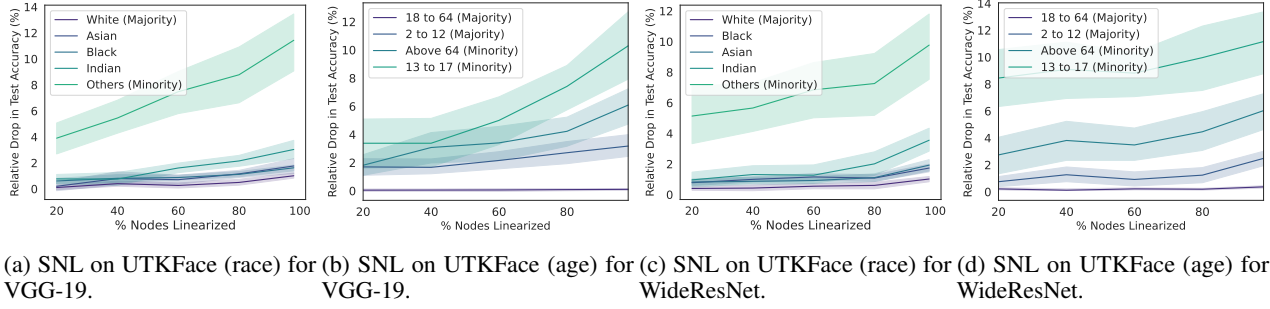 14
12
10
8
6
4
2
0
20
40
60
80
100
Relative Drop in Test Accuracy (%)
% Nodes Linearized
White (Majority)
Asian
Black
Indian
Others (Minority)
12
10
8
6
4
2
0
20
40
60
80
Relative Drop in Test Accuracy (%)
% Nodes Linearized
18 to 64 (Majority)
2 to 12 (Majority)
Above 64 (Minority)
13 to 17 (Minority)
12
10
8
6
4
2
0
20
40
60
80
100
Relative Drop in Test Accuracy (%)
% Nodes Linearized
White (Majority)
Black
Asian
Indian
Others (Minority)
14
12
10
8
6
4
2
0
20
40
60
80
Relative Drop in Test Accuracy (%)
% Nodes Linearized
18 to 64 (Majority)
2 to 12 (Majority)
Above 64 (Minority)
13 to 17 (Minority)
(a) SNL on UTKFace (race) for
VGG-19.
(b) SNL on UTKFace (age) for
VGG-19.
(c) SNL on UTKFace (race) for
WideResNet.
(d) SNL on UTKFace (age) for
WideResNet.